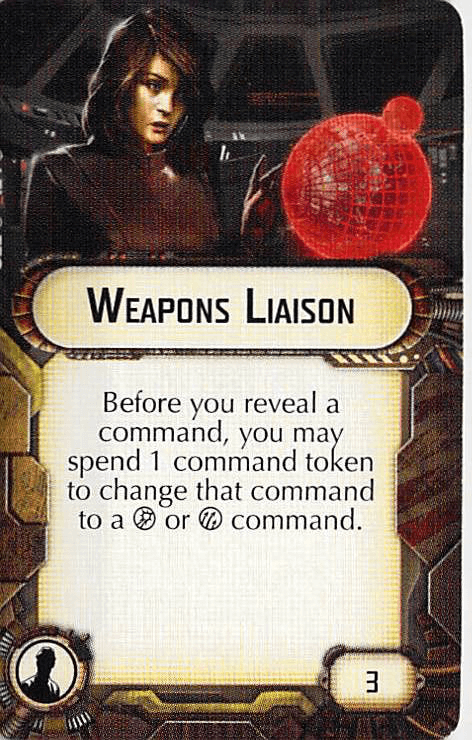 WEAPONS LIAISON
Before you reveal a
command, you may
spend 1 command token
to change that command
to a or command.
3